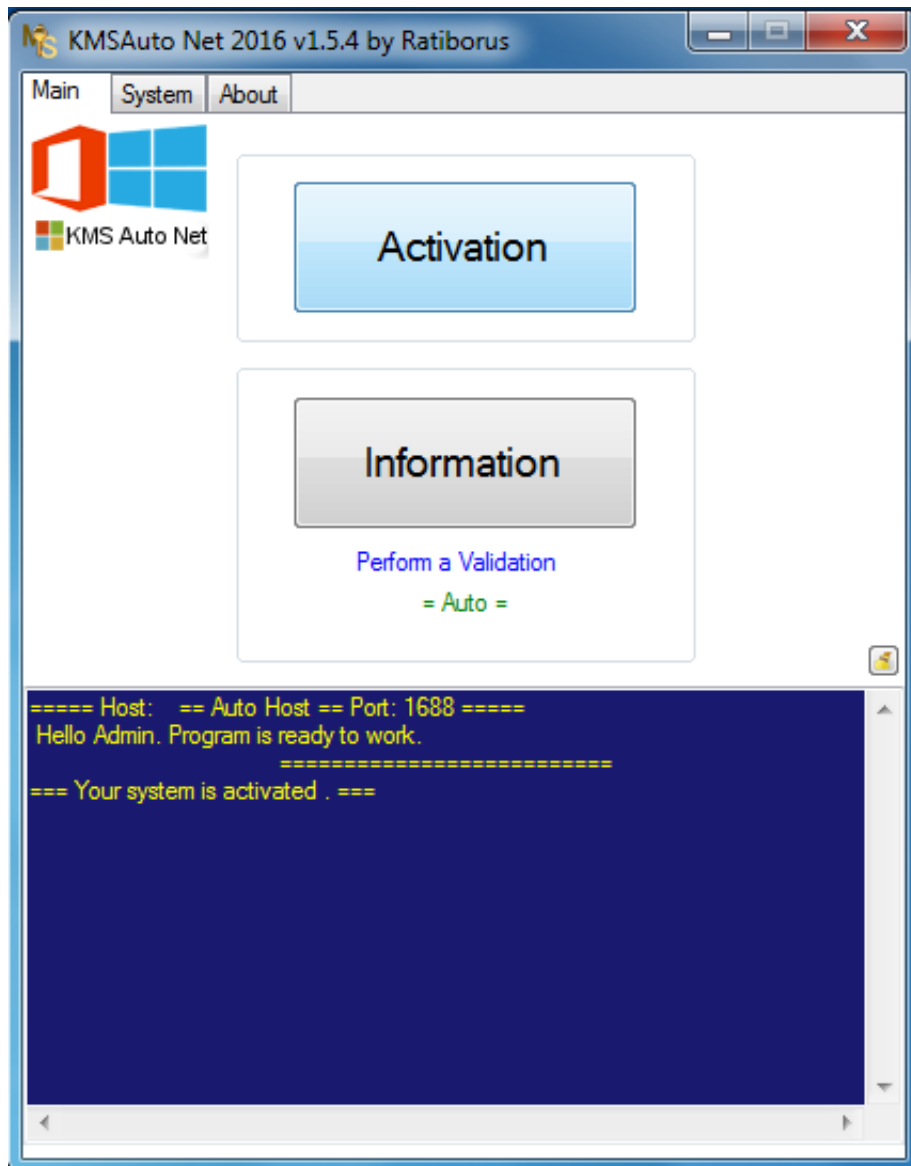 KMSAuto Net 2016 v1.5.4 by Ratiborus
Main System About
KMS Auto Net
Activation
Information
Perform a Validation
= Auto =
===== Host:   == Auto Host == Port: 1688 =====
Hello Admin. Program is ready to work.
==========================
=== Your system is activated . ===